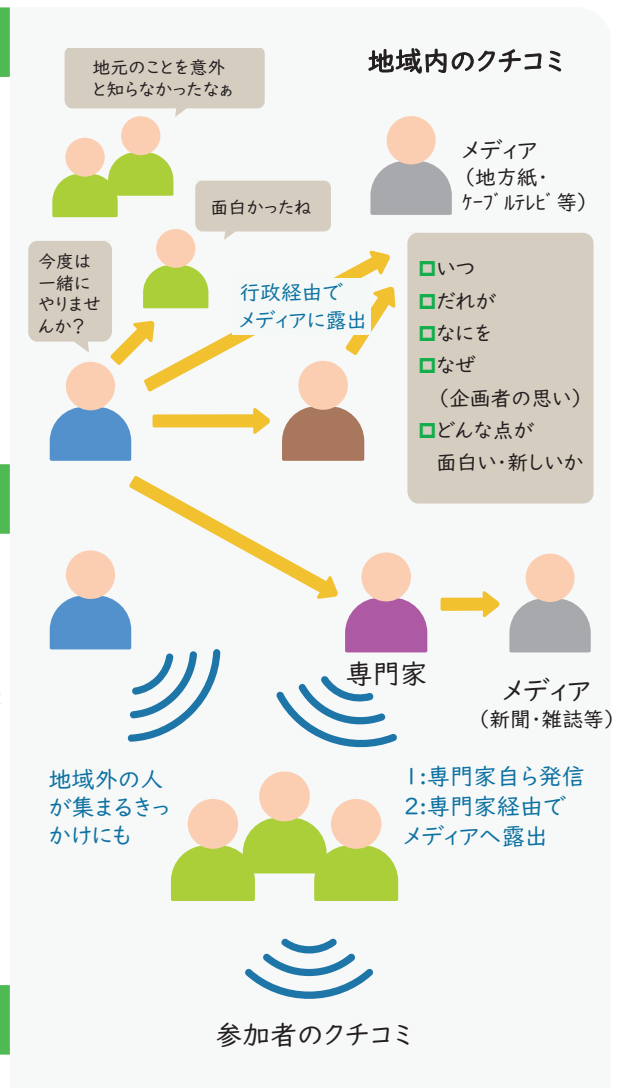 地域内のクチコミ
地元のことを意外
と知らなかったなぁ
メディア
（地方紙・
ケーブルテレビ等）
面白かったね
今度は
一緒に
やりませ
んか？
行政経由で
メディアに露出
いつ
だれが
なにを
なぜ
（企画者の思い）
どんな点が
面白い・新しいか
専門家
メディア
（新聞・雑誌等）
地域外の人
が集まるきっ
かけにも
1:専門家自ら発信
2:専門家経由で
メディアへ露出
参加者のクチコミ